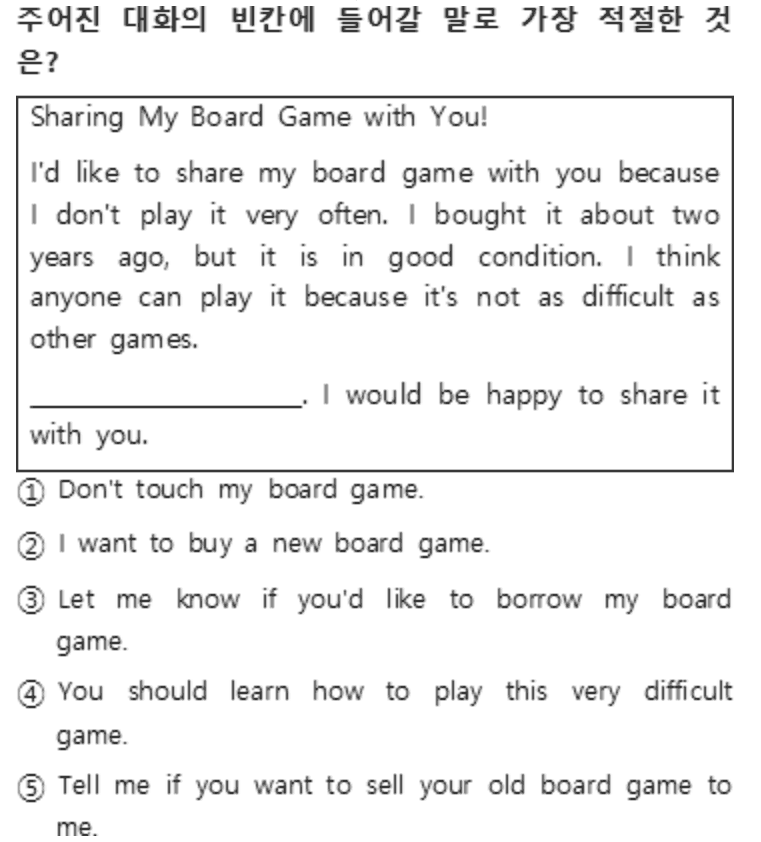 주어진 대화의 빈칸에 들어갈 말로 가장 적절한 것
은?
Sharing My Board Game with You!
I'd like to share my board game with you because
I don't play it very often. I bought it about two
years ago, but it is in good condition. I think
anyone can play it because it's not as difficult as
other games.
____________________. I would be happy to share it
with you.
① Don't touch my board game.
② I want to buy a new board game.
③ Let me know if you'd like to borrow my board
game.
④ You should learn how to play this very difficult
game.
⑤ Tell me if you want to sell your old board game to
me.